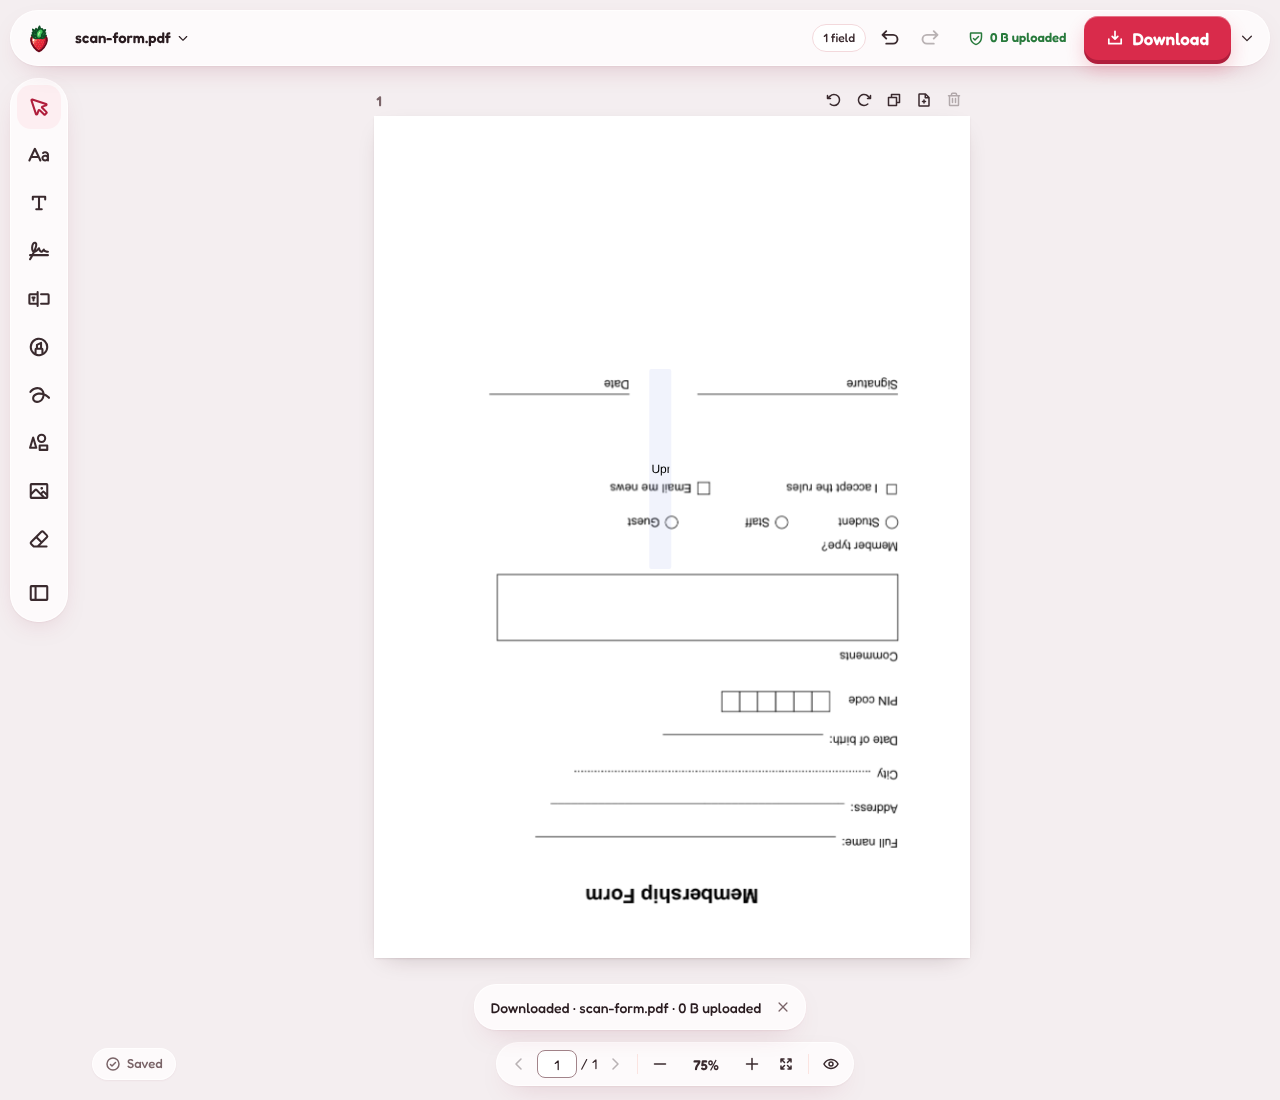 scan-form.pdf
1 field
0 B uploaded
Download
Aa
1
Signature
Date
Upr
I accept the rules
Email me news
Student
Staff
Guest
Member type?
Comments
PIN code
Date of birth:
City
Address:
Full name:
Membership Form
Downloaded · scan-form.pdf · 0 B uploaded
Saved
1 / 1
75%